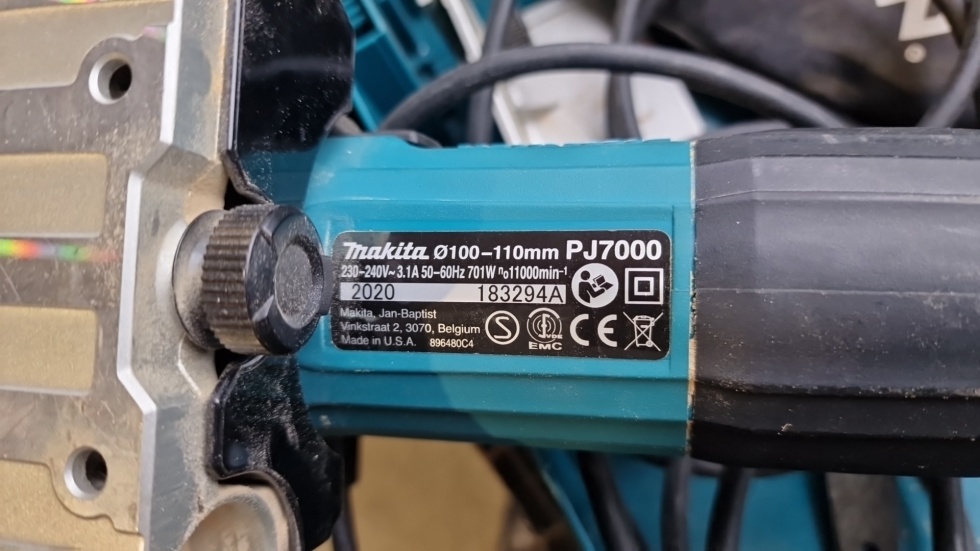 makita Ø100-110mm PJ7000
230-240V~ 3.1A 50-60Hz 701W n₀11000min-¹
2020 183294A
Makita, Jan-Baptist
Vinkstraat 2, 3070, Belgium
Made in U.S.A. 896480C4
S VDE EMC CE